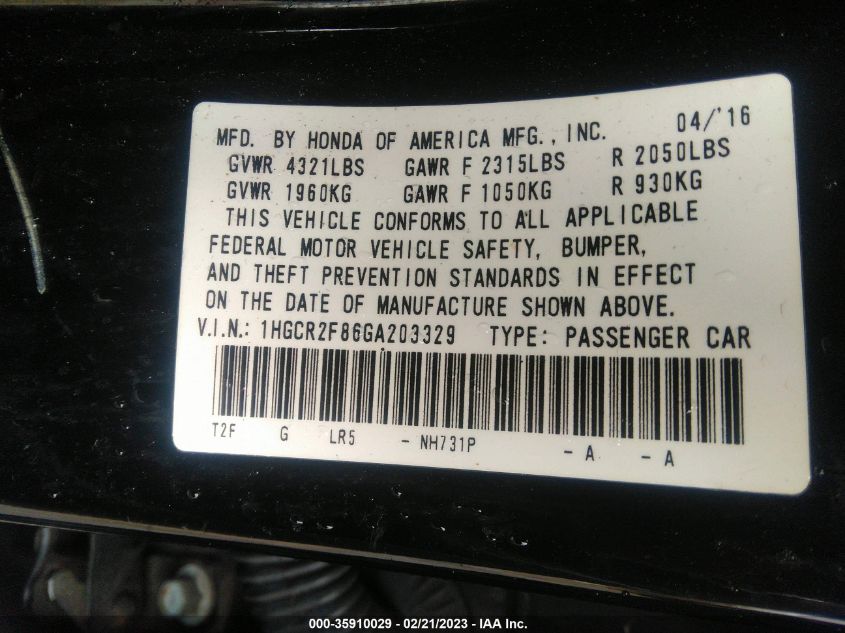 MFD. BY HONDA OF AMERICA MFG., INC. 04/'16
GVWR 4321LBS GAWR F 2315LBS R 2050LBS
GVWR 1960KG GAWR F 1050KG R 930KG
THIS VEHICLE CONFORMS TO ALL APPLICABLE
FEDERAL MOTOR VEHICLE SAFETY, BUMPER,
AND THEFT PREVENTION STANDARDS IN EFFECT
ON THE DATE OF MANUFACTURE SHOWN ABOVE.
V.I.N.: 1HGCR2F86GA203329 TYPE: PASSENGER CAR
T2F G LR5 - NH731P - A - A
000-35910029 - 02/21/2023 - IAA Inc.